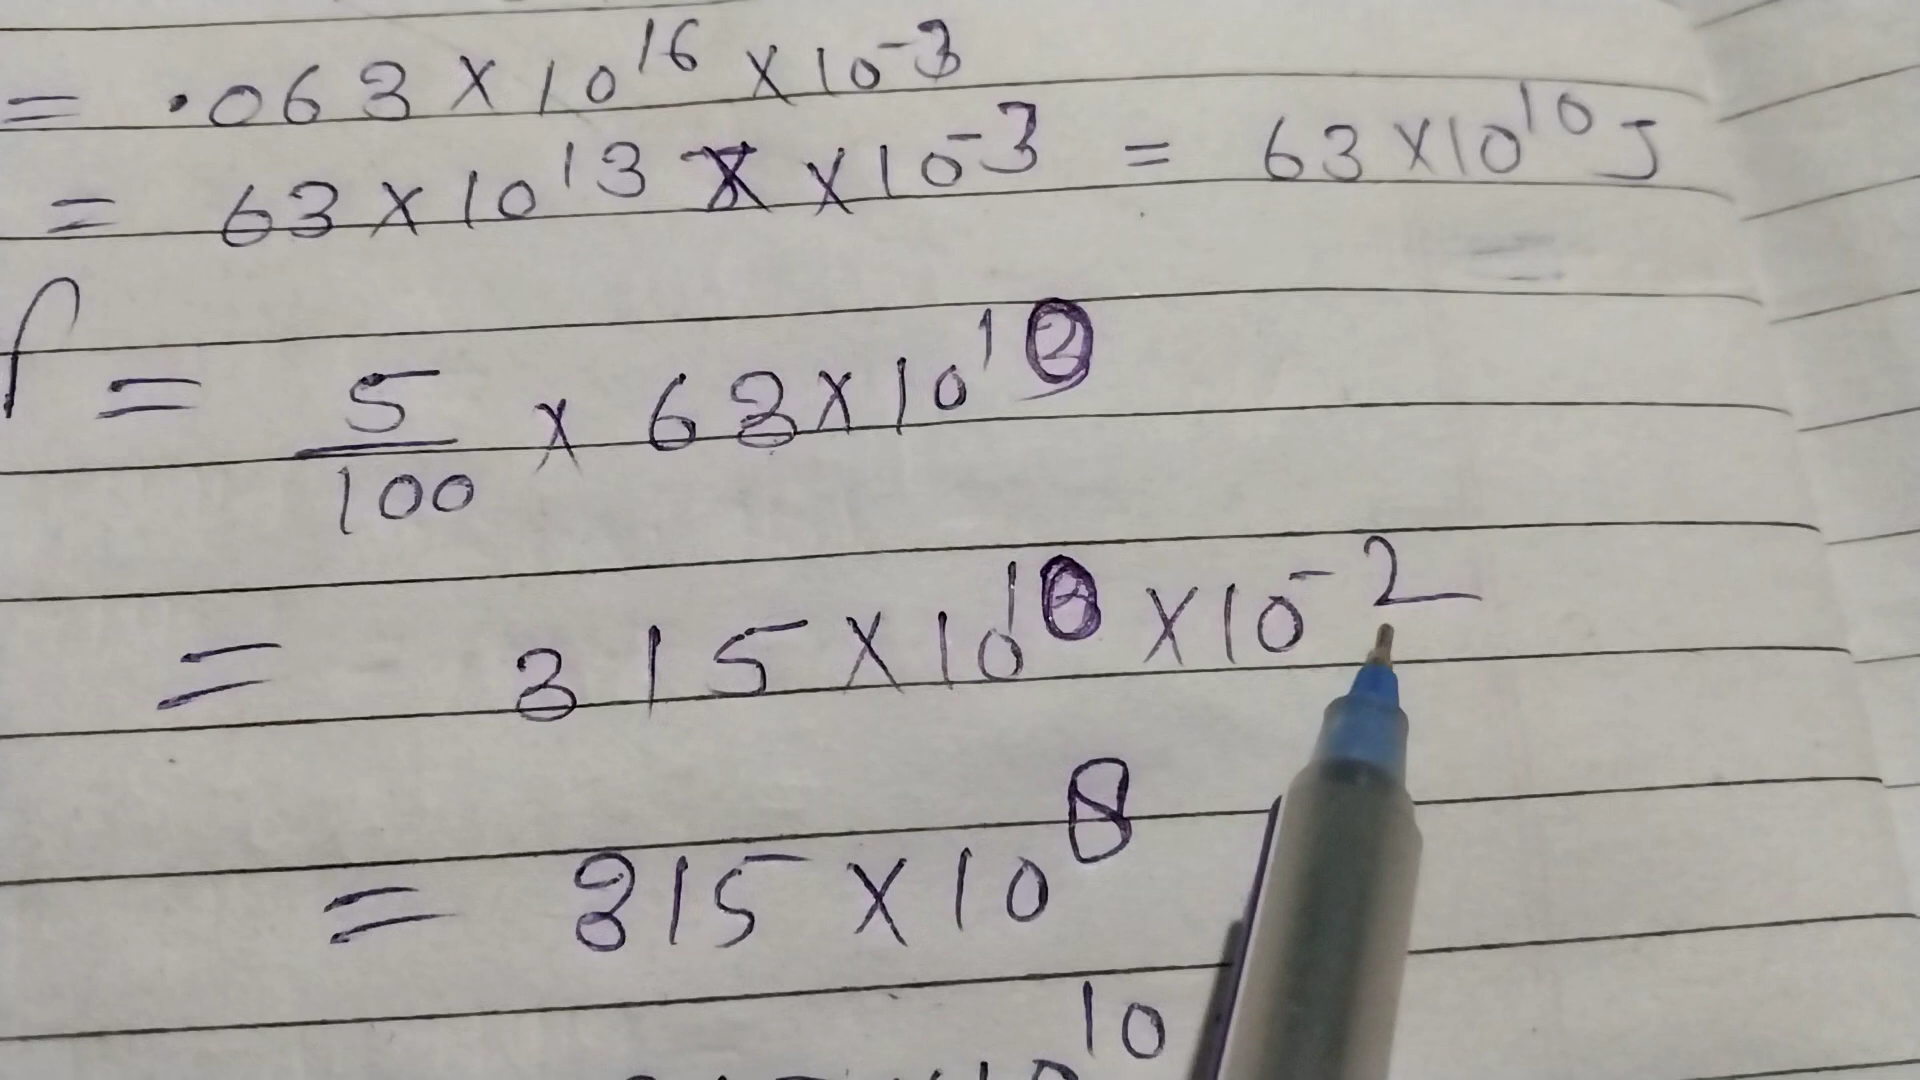 = .063 × 10^16 × 10^-3
= 63 × 10^13 × 10^-3 = 63 × 10^10 J
= 5/100 × 63 × 10^10
= 315 × 10^10 × 10^-2
= 315 × 10^8
10